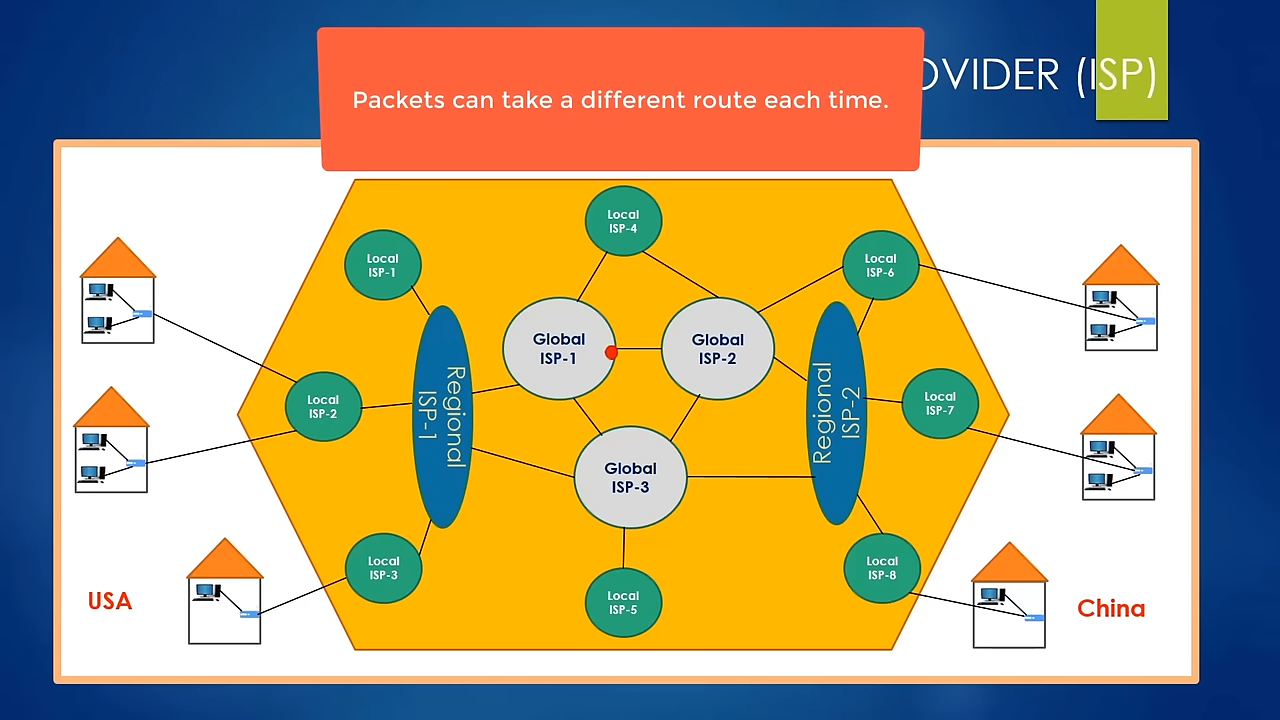 Packets can take a different route each time.
(ISP)
Local
ISP-4
Local
ISP-1
Local
ISP-6
Global
ISP-1
Global
ISP-2
Local
ISP-2
Regional
ISP-1
Regional
ISP-2
Local
ISP-7
Global
ISP-3
Local
ISP-3
Local
ISP-8
Local
ISP-5
USA
China